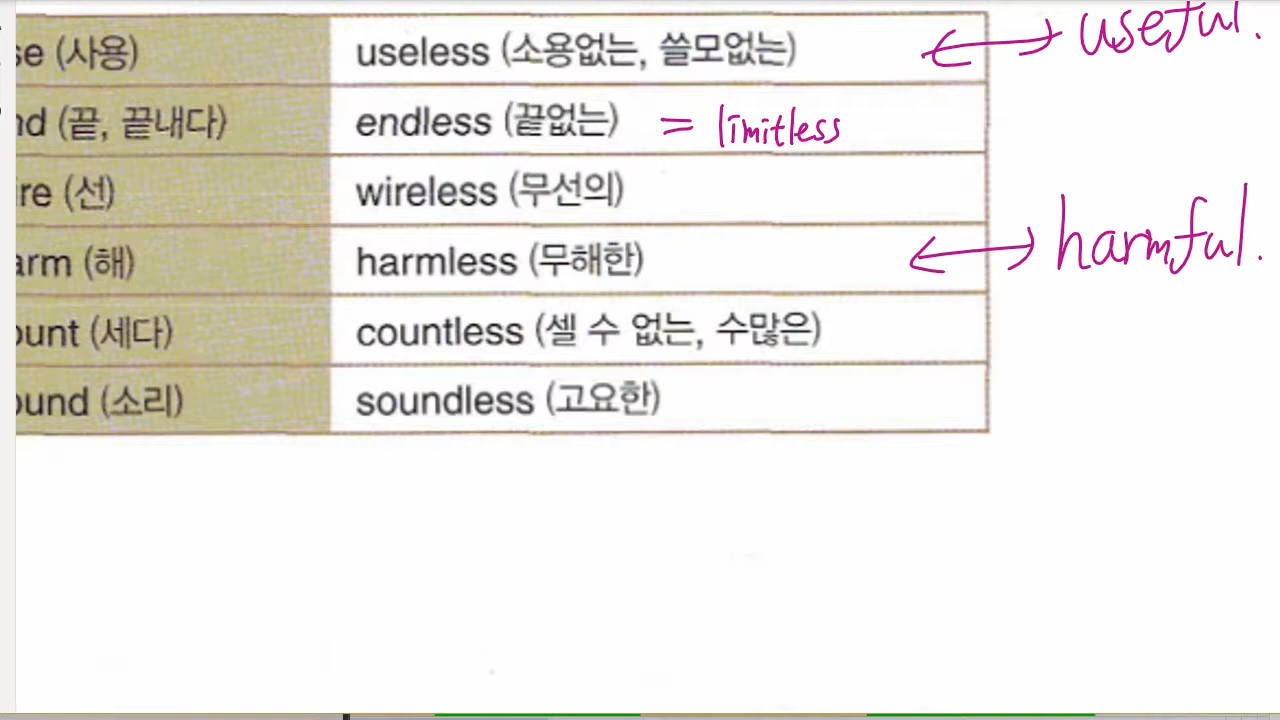 se (사용) useless (소용없는, 쓸모없는) ↔ useful.
nd (끝, 끝내다) endless (끝없는) = limitless
ire (선) wireless (무선의)
arm (해) harmless (무해한) ↔ harmful.
ount (세다) countless (셀 수 없는, 수많은)
ound (소리) soundless (고요한)